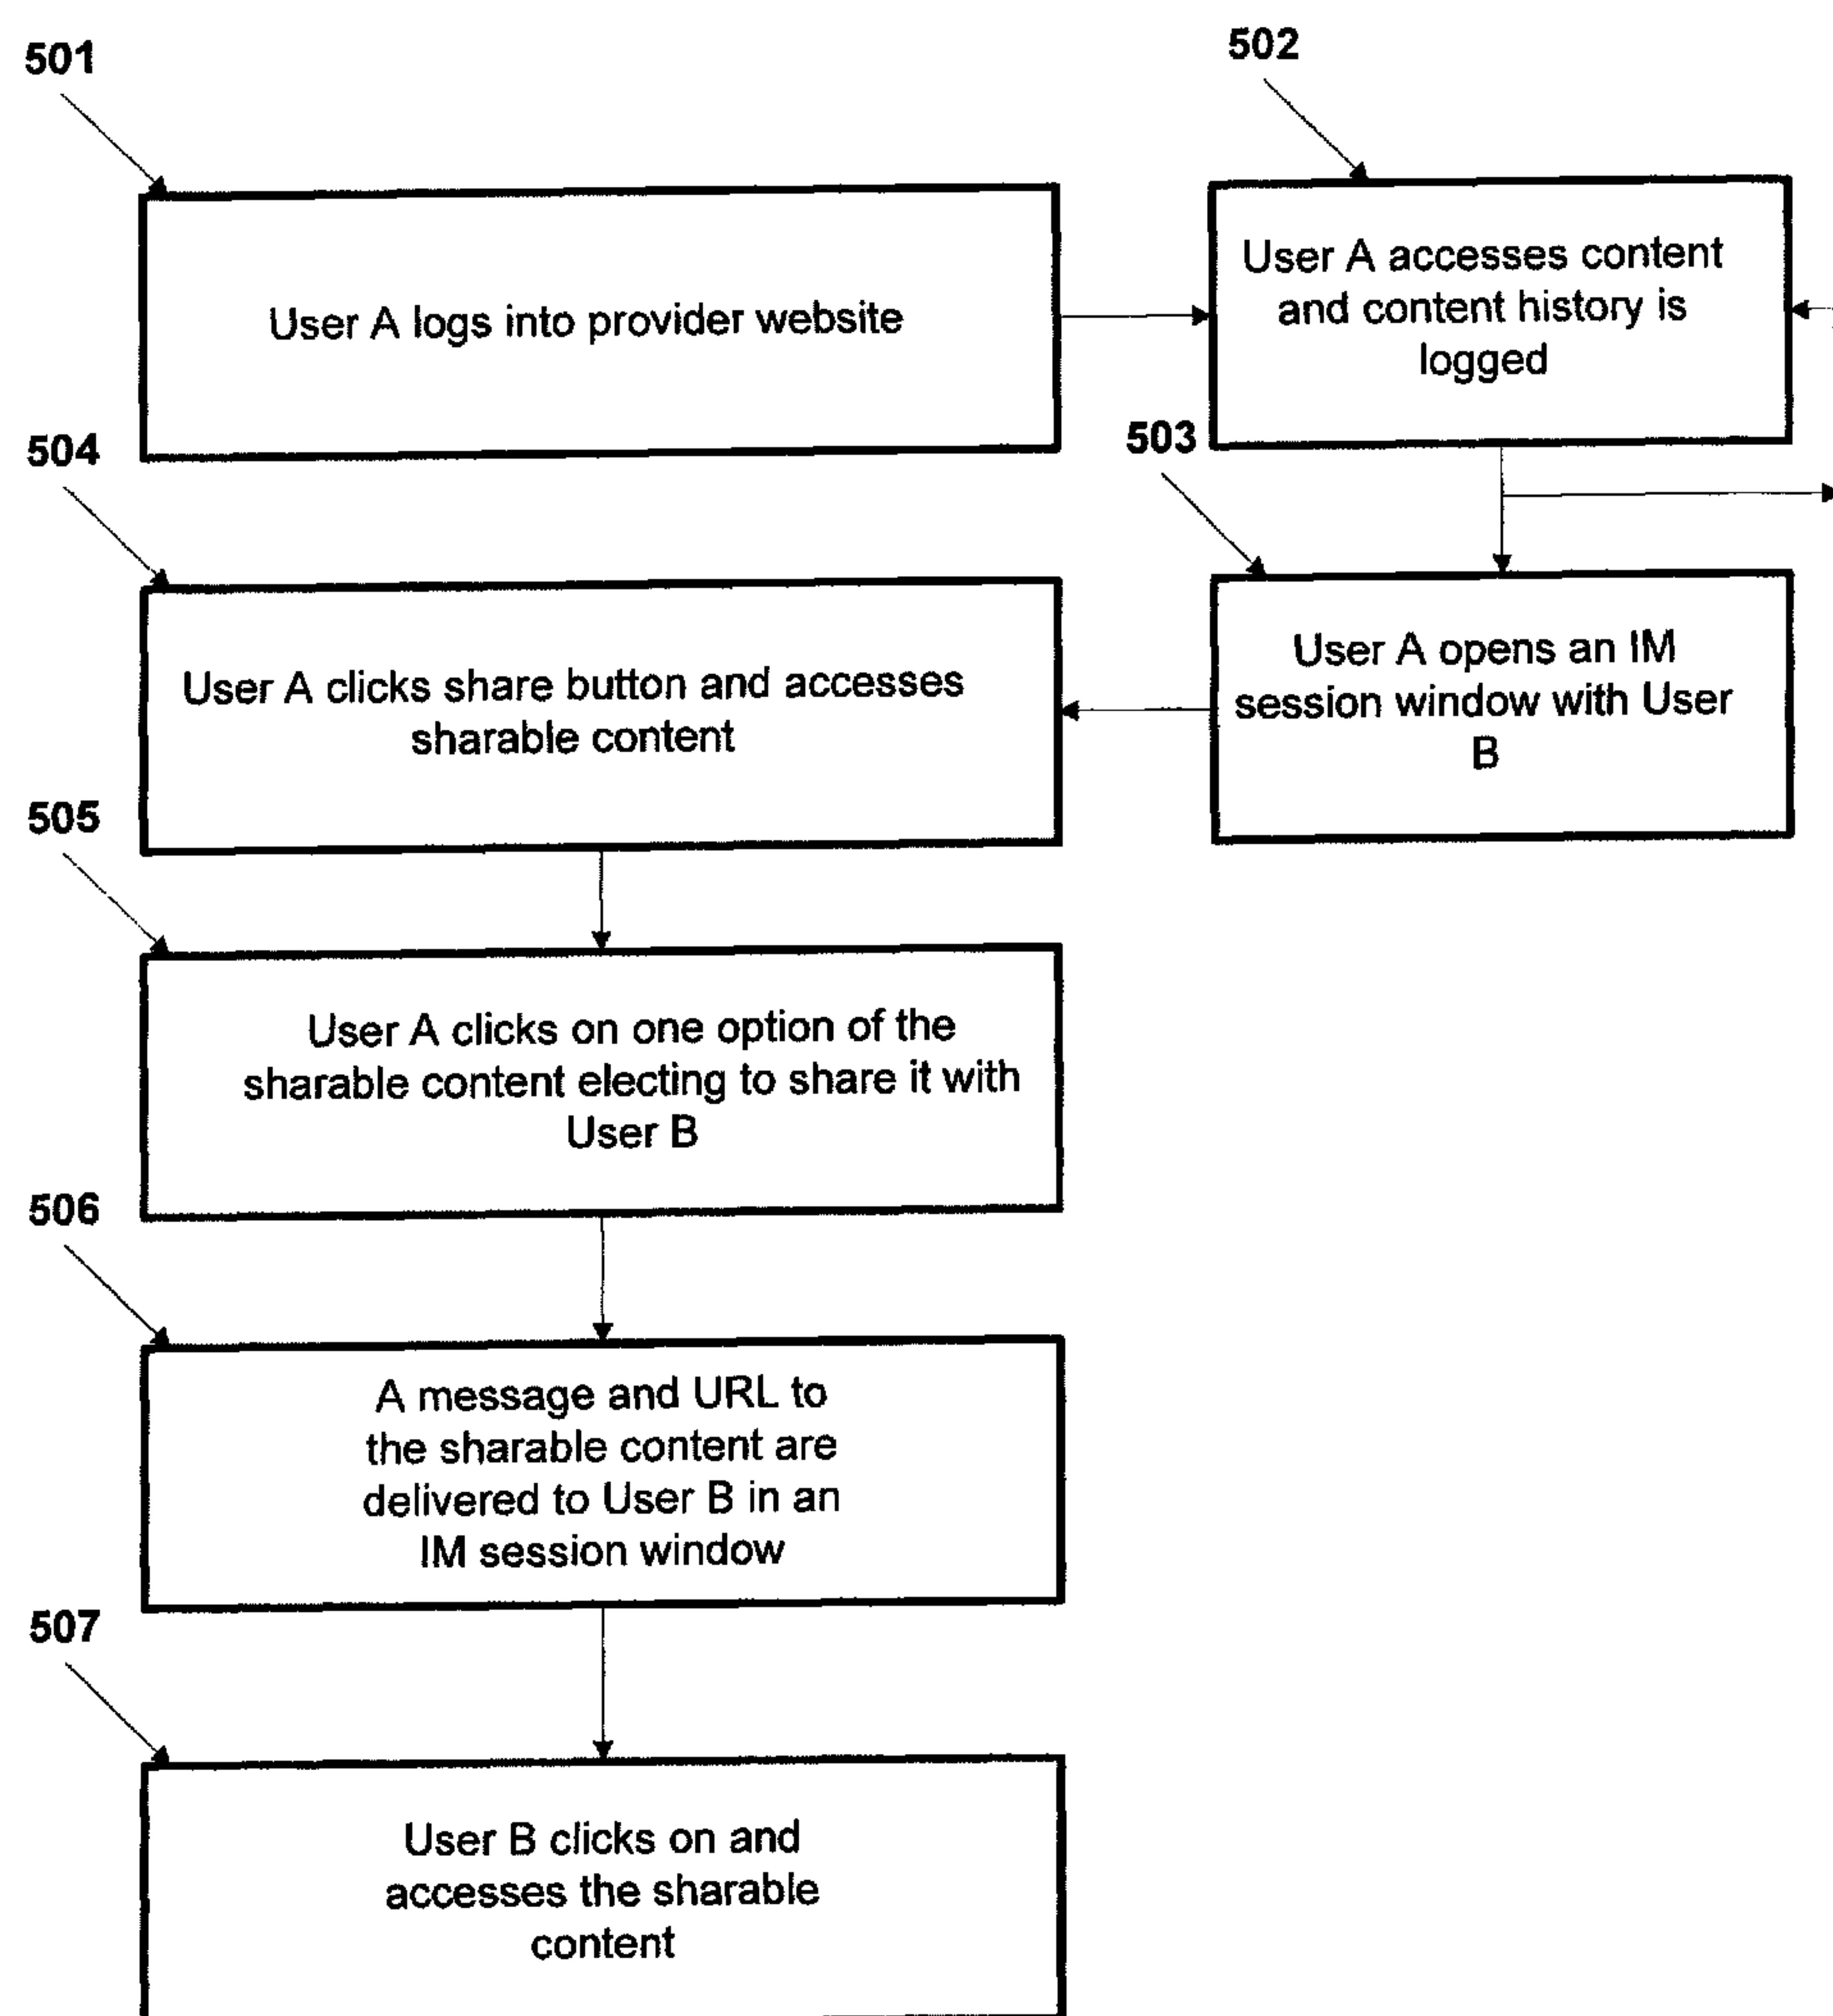 501
User A logs into provider website
502
User A accesses content
and content history is
logged
503
User A opens an IM
session window with User
B
504
User A clicks share button and accesses
sharable content
505
User A clicks on one option of the
sharable content electing to share it with
User B
506
A message and URL to
the sharable content are
delivered to User B in an
IM session window
507
User B clicks on and
accesses the sharable
content